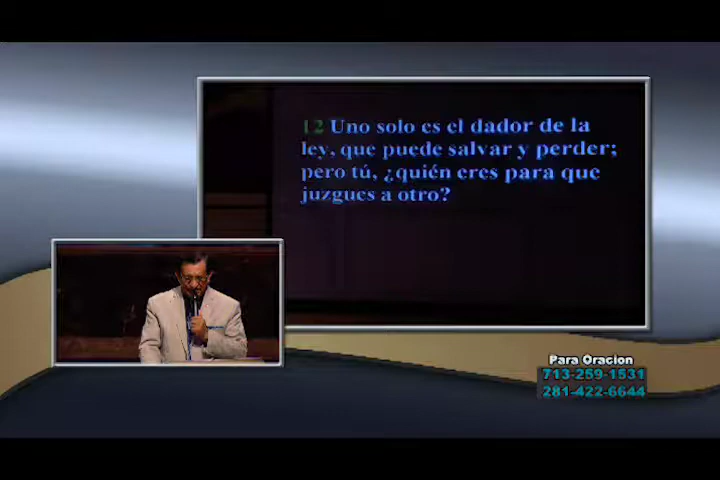 12 Uno solo es el dador de la
ley, que puede salvar y perder;
pero tú, ¿quién eres para que
juzgues a otro?
Para Oracion
713-259-1531
281-422-6644